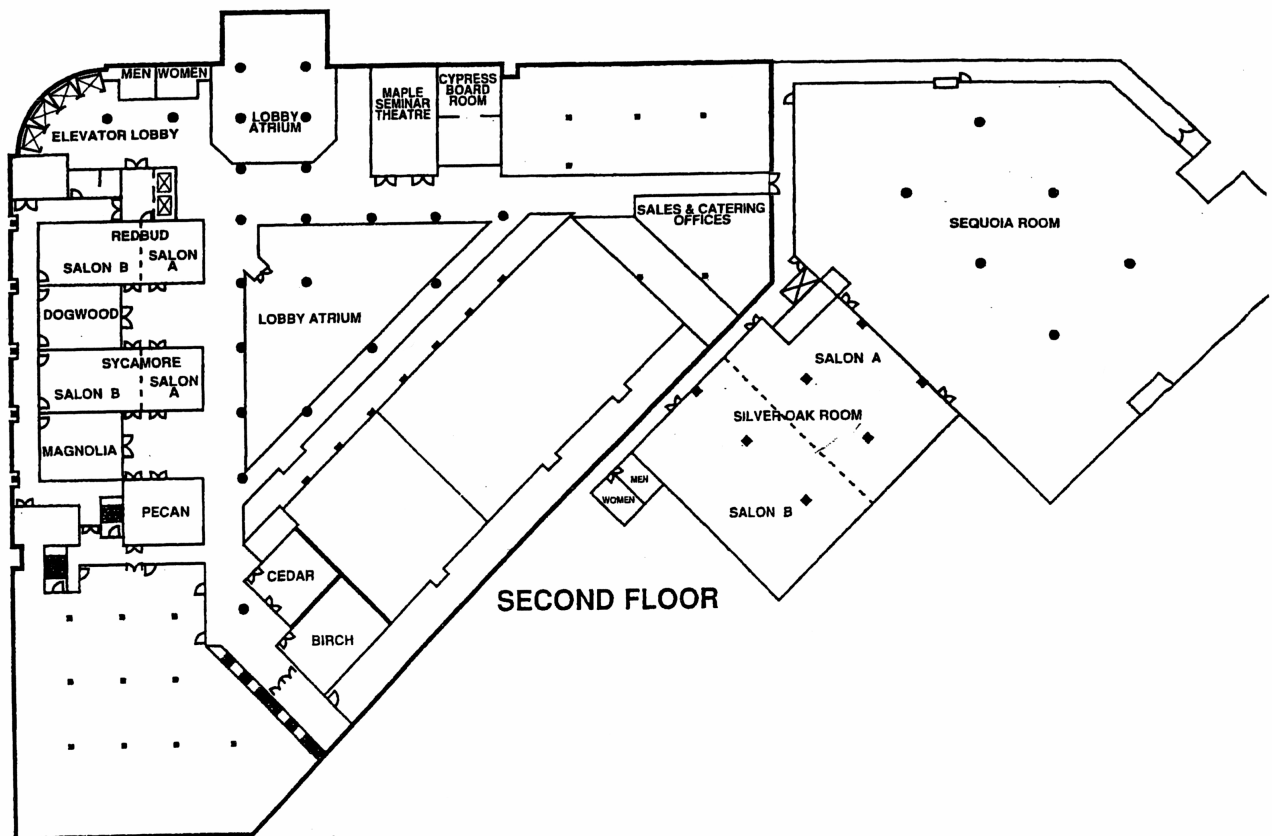 MEN WOMEN
ELEVATOR LOBBY
LOBBY
ATRIUM
MAPLE
SEMINAR
THEATRE
CYPRESS
BOARD
ROOM
SALES & CATERING
OFFICES
SEQUOIA ROOM
REDBUD
SALON B
SALON
A
DOGWOOD
LOBBY ATRIUM
SYCAMORE
SALON B
SALON
A
MAGNOLIA
PECAN
SALON A
SILVER OAK ROOM
SALON B
MEN
WOMEN
CEDAR
BIRCH
SECOND FLOOR